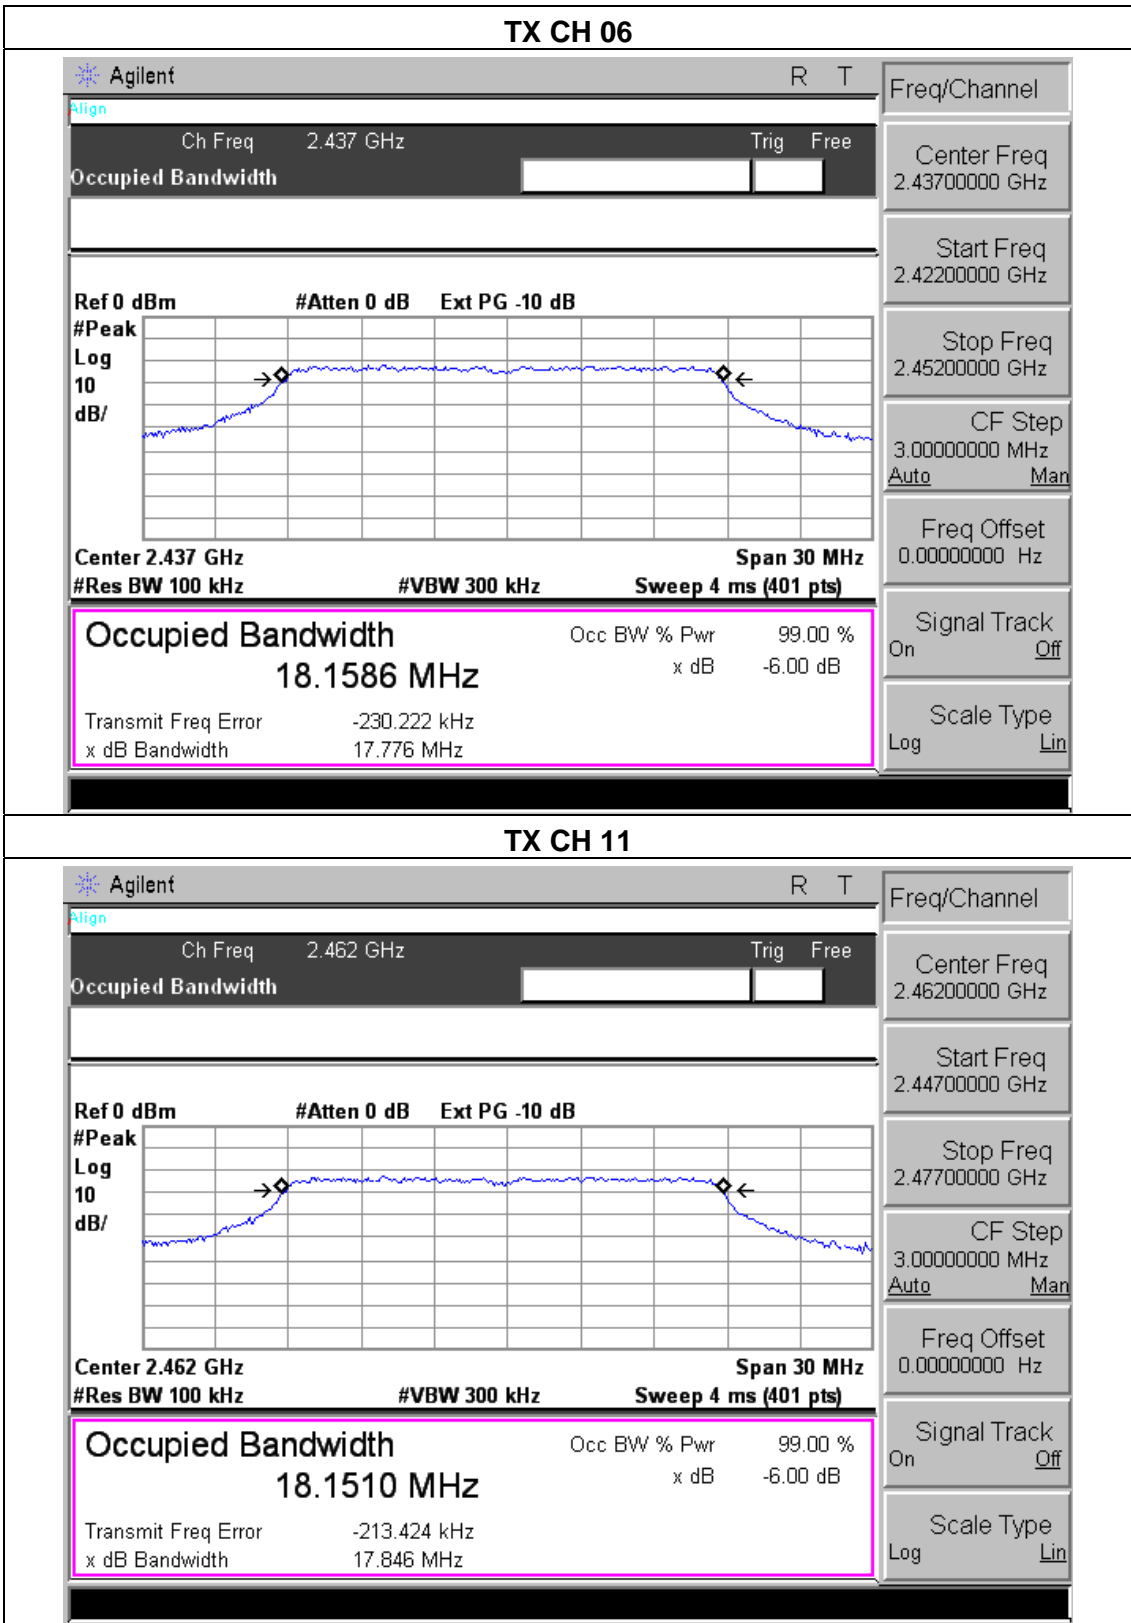 TX CH 06
Agilent R T
Freq/Channel
Align
Ch Freq 2.437 GHz Trig Free
Occupied Bandwidth
Center Freq
2.43700000 GHz
Start Freq
2.42200000 GHz
Stop Freq
2.45200000 GHz
CF Step
3.00000000 MHz
Auto Man
Freq Offset
0.00000000 Hz
Signal Track
On Off
Scale Type
Log Lin
Ref 0 dBm #Atten 0 dB Ext PG -10 dB
#Peak
Log
10
dB/
Center 2.437 GHz Span 30 MHz
#Res BW 100 kHz #VBW 300 kHz Sweep 4 ms (401 pts)
Occupied Bandwidth Occ BW % Pwr 99.00 %
18.1586 MHz x dB -6.00 dB
Transmit Freq Error -230.222 kHz
x dB Bandwidth 17.776 MHz
TX CH 11
Agilent R T
Freq/Channel
Align
Ch Freq 2.462 GHz Trig Free
Occupied Bandwidth
Center Freq
2.46200000 GHz
Start Freq
2.44700000 GHz
Stop Freq
2.47700000 GHz
CF Step
3.00000000 MHz
Auto Man
Freq Offset
0.00000000 Hz
Signal Track
On Off
Scale Type
Log Lin
Ref 0 dBm #Atten 0 dB Ext PG -10 dB
#Peak
Log
10
dB/
Center 2.462 GHz Span 30 MHz
#Res BW 100 kHz #VBW 300 kHz Sweep 4 ms (401 pts)
Occupied Bandwidth Occ BW % Pwr 99.00 %
18.1510 MHz x dB -6.00 dB
Transmit Freq Error -213.424 kHz
x dB Bandwidth 17.846 MHz